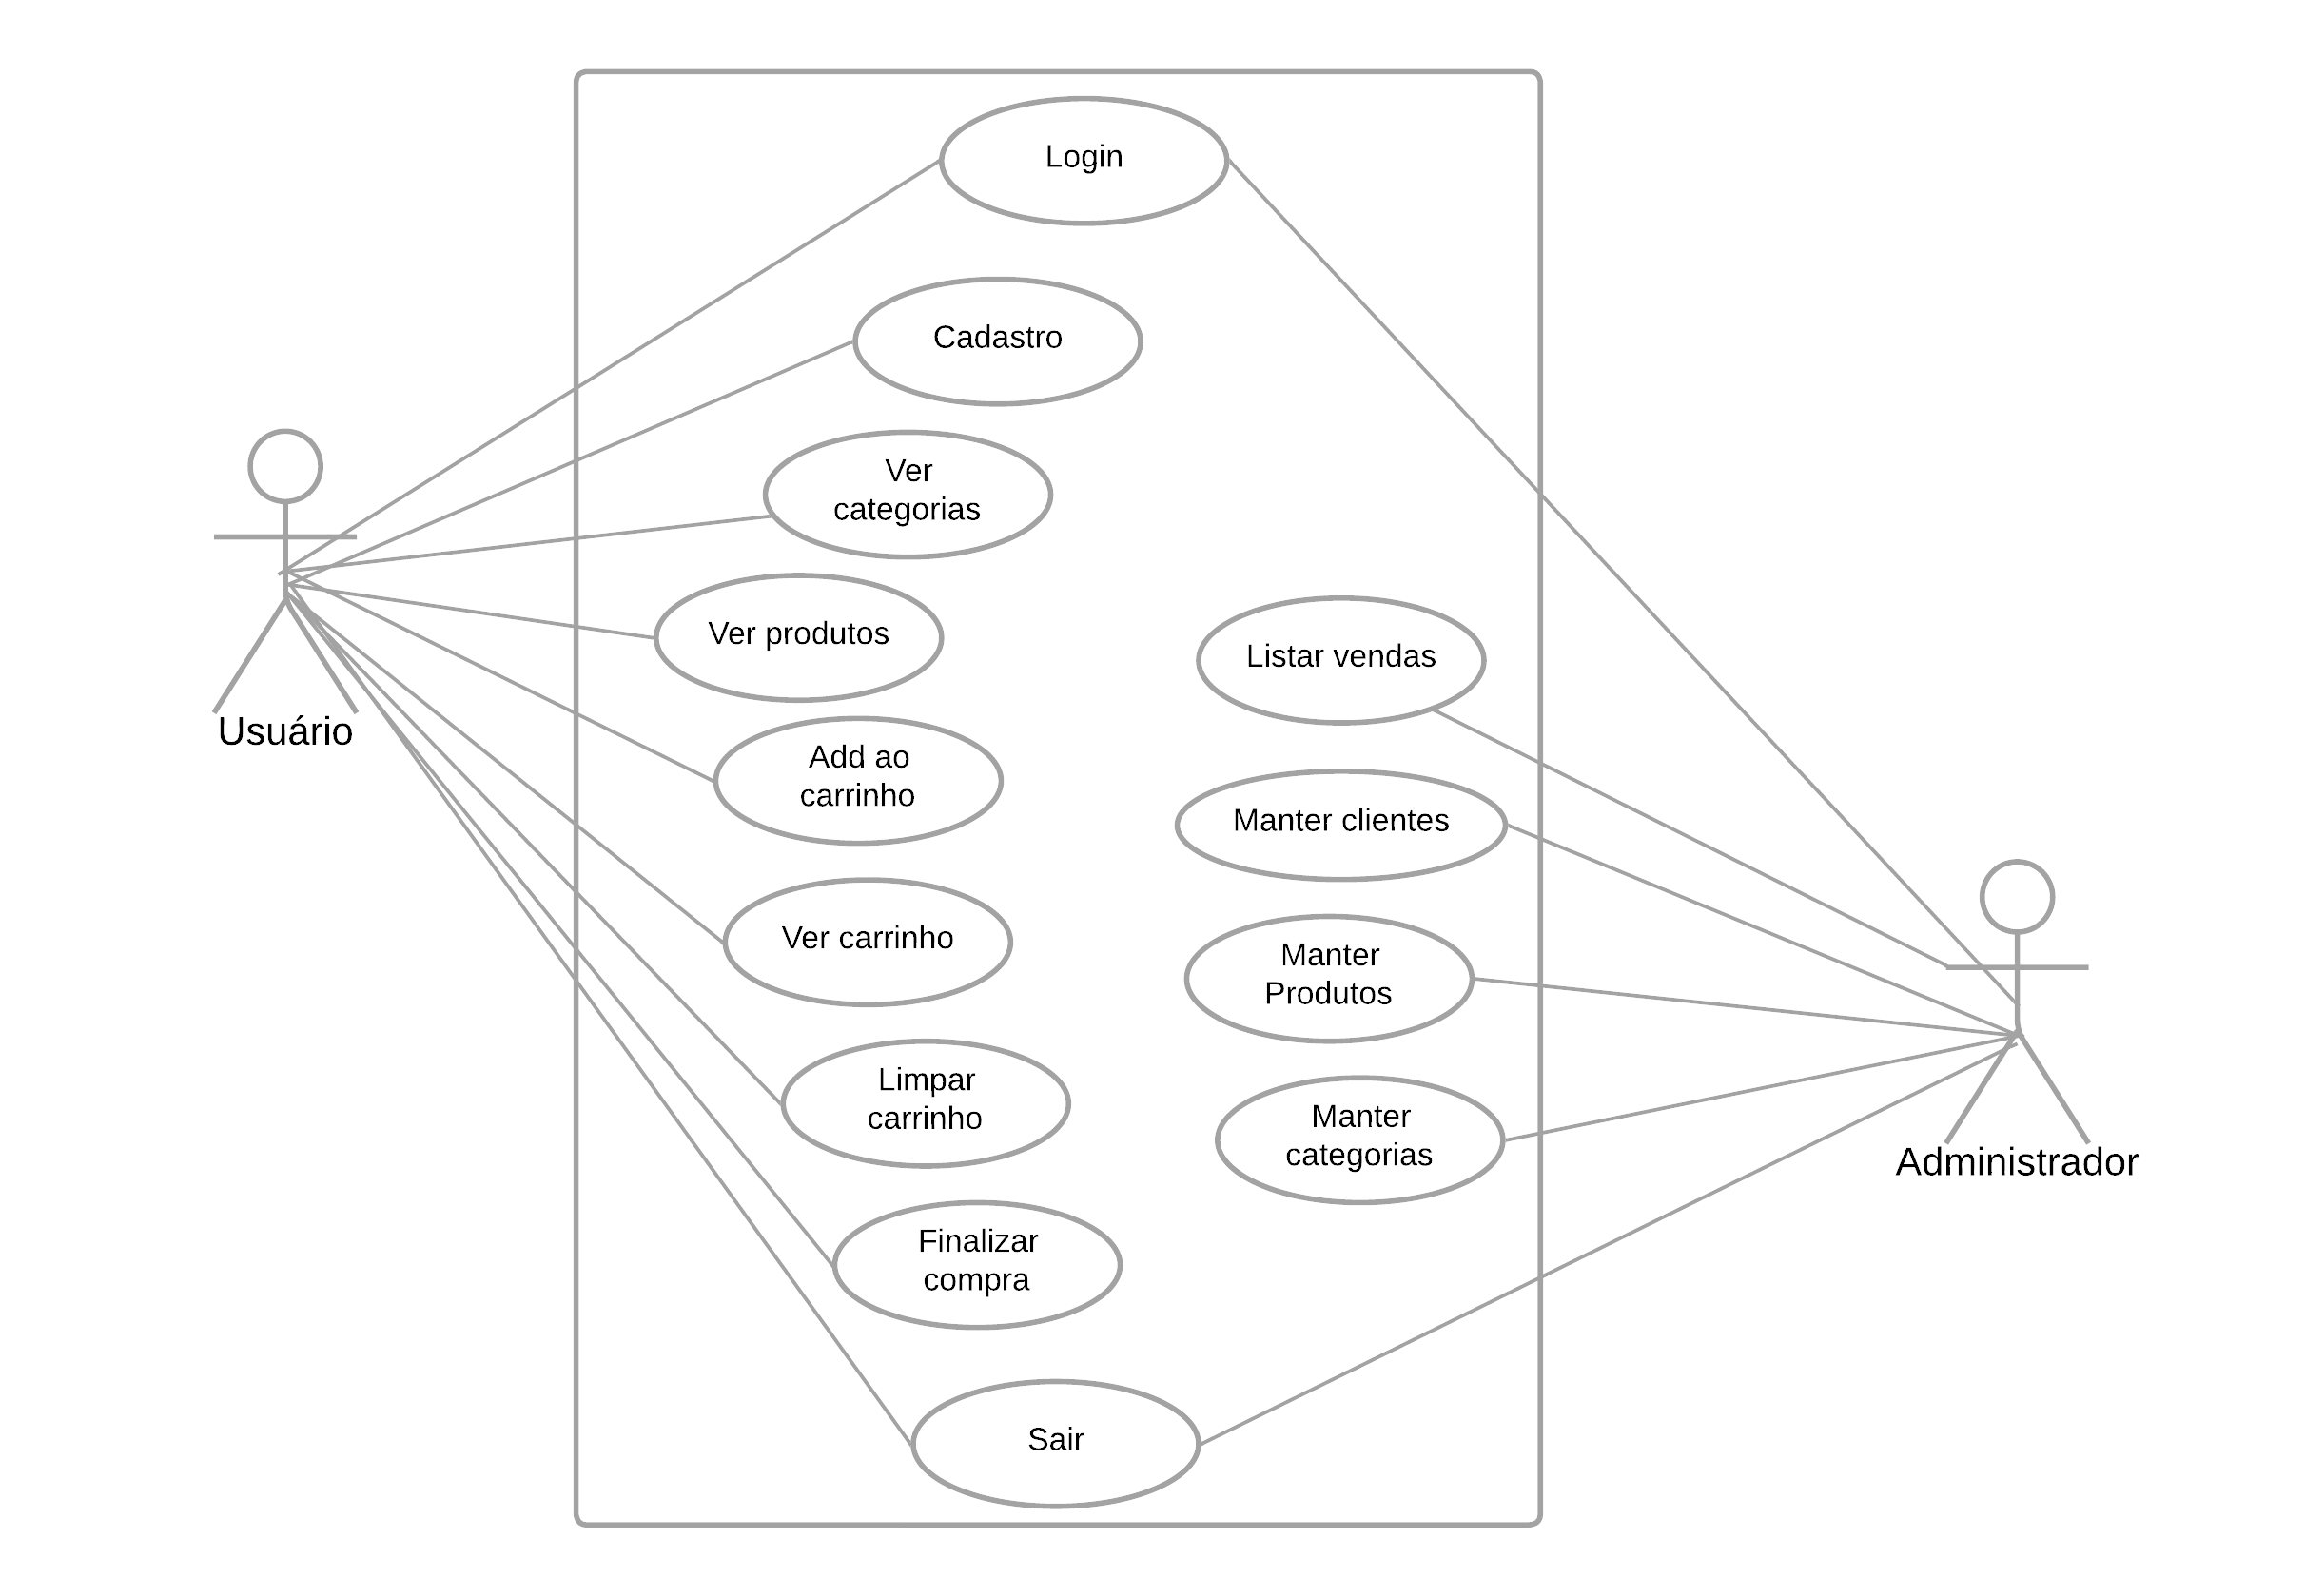 Login
Cadastro
Ver
categorias
Ver produtos
Add ao
carrinho
Ver carrinho
Limpar
carrinho
Finalizar
compra
Sair
Listar vendas
Manter clientes
Manter
Produtos
Manter
categorias
Usuário
Administrador